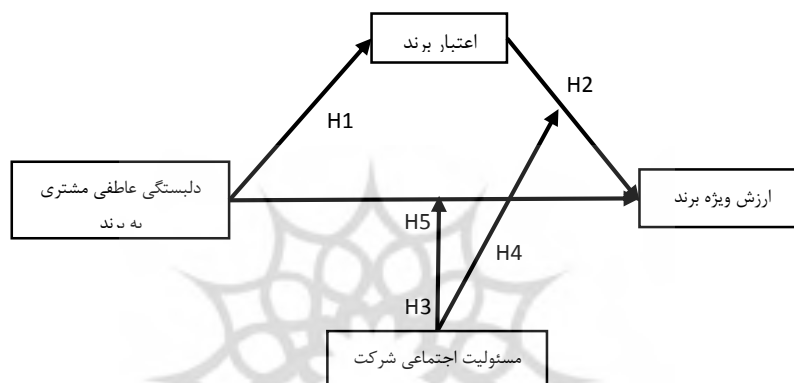 اعتبار برند
H1
H2
دلبستگی عاطفی مشتری
به برند
ارزش ویژه برند
H5
H4
H3
مسئولیت اجتماعی شرکت